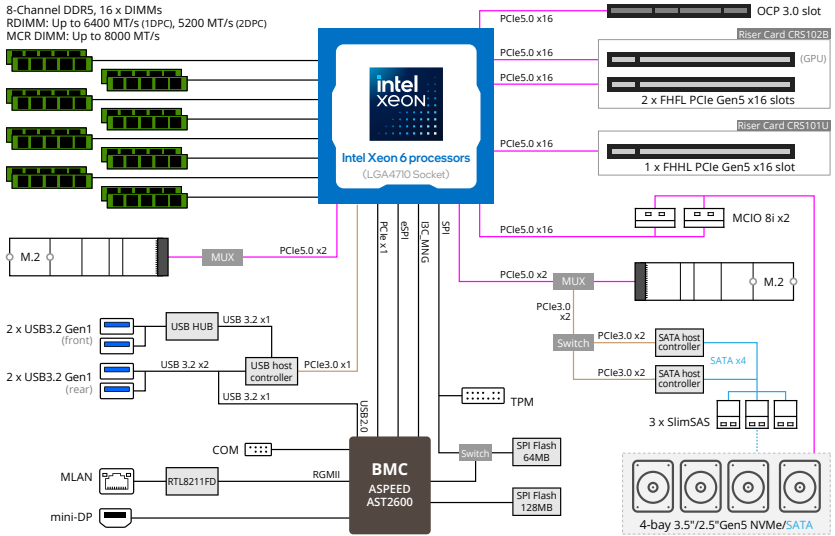 8-Channel DDR5, 16 x DIMMs
RDIMM: Up to 6400 MT/s (1DPC), 5200 MT/s (2DPC)
MCR DIMM: Up to 8000 MT/s
intel
XEON
Intel Xeon 6 processors
(LGA4710 Socket)
PCIe5.0 x16
OCP 3.0 slot
Riser Card CRS102B
PCIe5.0 x16
(GPU)
PCIe5.0 x16
2 x FHFL PCIe Gen5 x16 slots
Riser Card CRS101U
PCIe5.0 x16
1 x FHHL PCIe Gen5 x16 slot
MCIO 8i x2
PCIe5.0 x16
M.2
MUX
PCIe5.0 x2
PCIe x1
eSPI
I3C_MNG
SPI
PCIe5.0 x2
MUX
M.2
PCIe3.0
x2
Switch
PCIe3.0 x2
SATA host
controller
SATA x4
PCIe3.0 x2
SATA host
controller
2 x USB3.2 Gen1
(front)
USB HUB
USB 3.2 x1
2 x USB3.2 Gen1
(rear)
USB 3.2 x2
USB host
controller
PCIe3.0 x1
USB 3.2 x1
USB2.0
TPM
3 x SlimSAS
COM
Switch
SPI Flash
64MB
BMC
ASPEED
AST2600
MLAN
RTL8211FD
RGMII
SPI Flash
128MB
mini-DP
4-bay 3.5"/2.5"Gen5 NVMe/SATA